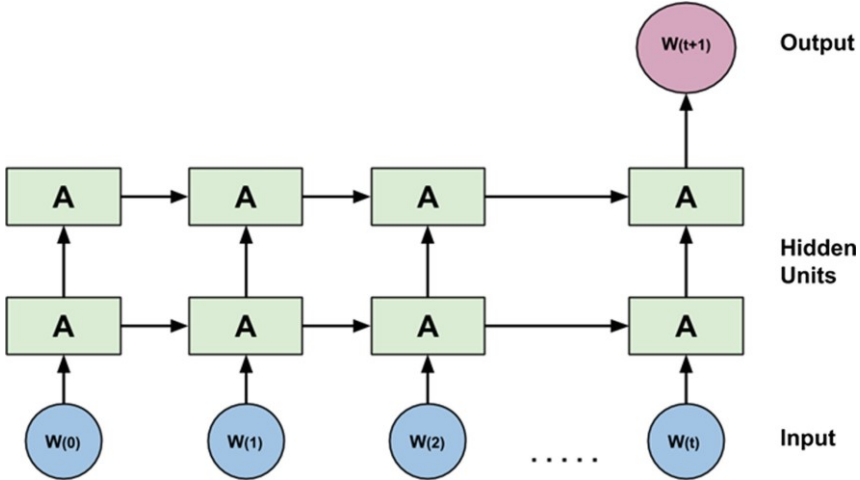 W(t+1)
Output
A A A A
Hidden
Units
A A A A
W(0) W(1) W(2) ..... W(t)
Input